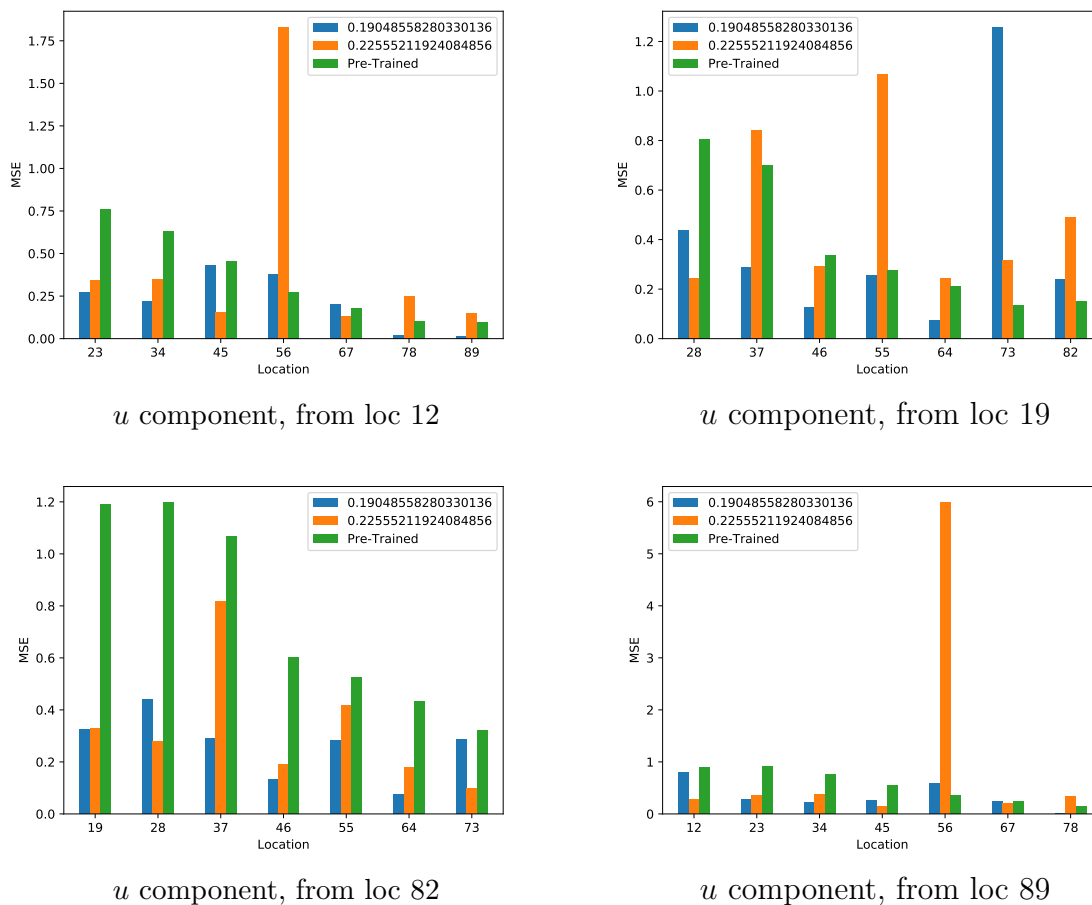 1.75
1.50
1.25
1.00
0.75
0.50
0.25
0.00
MSE
0.19048558280330136
0.22555211924084856
Pre-Trained
23 34 45 56 67 78 89
Location
u component, from loc 12
1.2
1.0
0.8
0.6
0.4
0.2
0.0
MSE
0.19048558280330136
0.22555211924084856
Pre-Trained
28 37 46 55 64 73 82
Location
u component, from loc 19
1.2
1.0
0.8
0.6
0.4
0.2
0.0
MSE
0.19048558280330136
0.22555211924084856
Pre-Trained
19 28 37 46 55 64 73
Location
u component, from loc 82
6
5
4
3
2
1
0
MSE
0.19048558280330136
0.22555211924084856
Pre-Trained
12 23 34 45 56 67 78
Location
u component, from loc 89